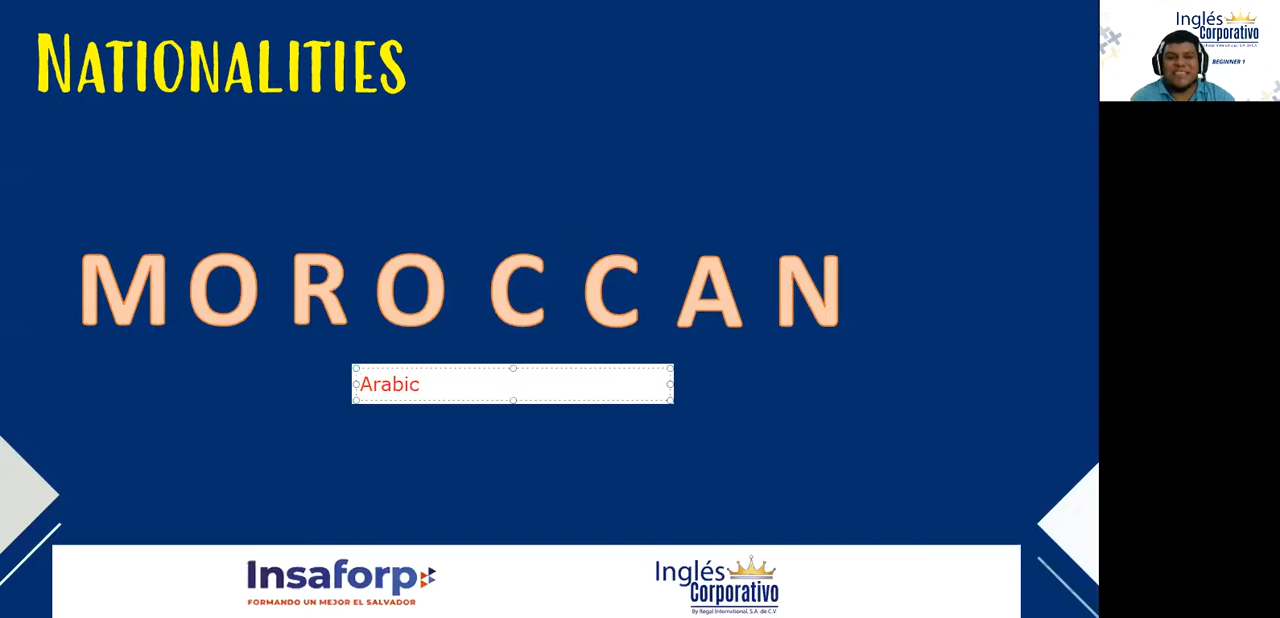 NATIONALITIES
MOROCCAN
Arabic
Insaforp
FORMANDO UN MEJOR EL SALVADOR
Inglés
Corporativo
By Regal International, S.A. de C.V.
Inglés
Corporativo
BEGINNER 1